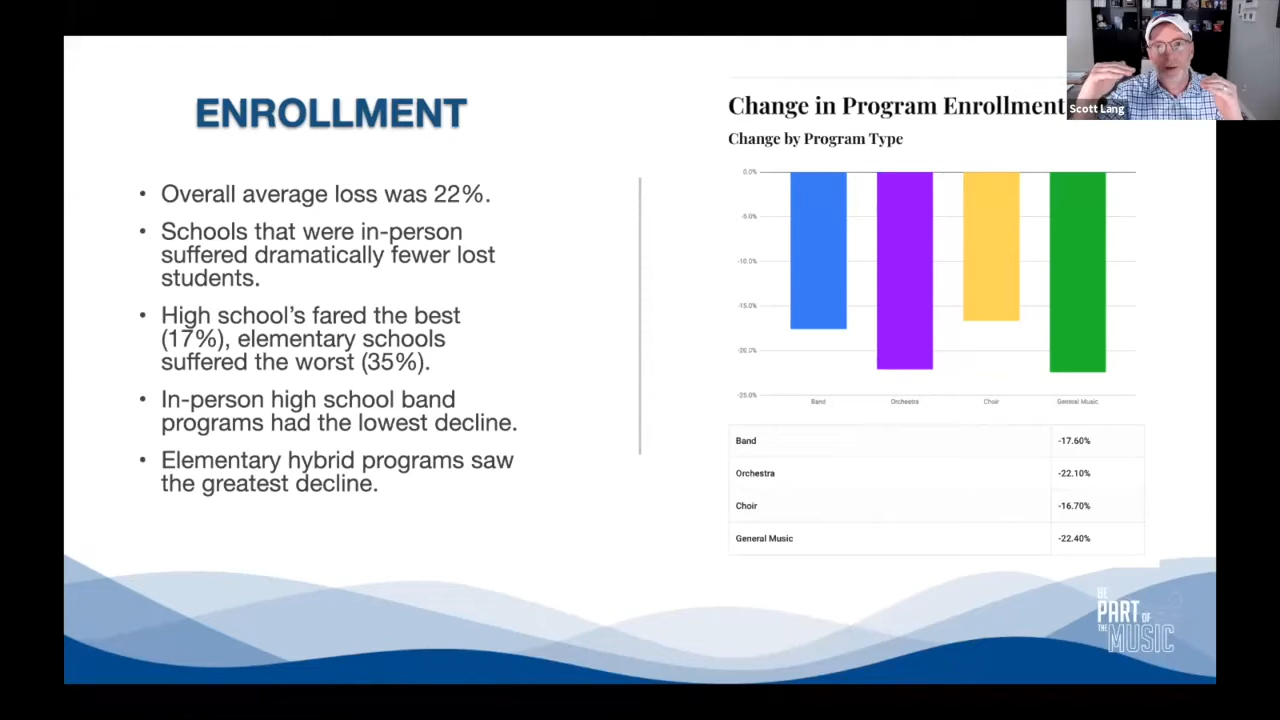 ENROLLMENT
• Overall average loss was 22%.
• Schools that were in-person
suffered dramatically fewer lost
students.
• High school’s fared the best
(17%), elementary schools
suffered the worst (35%).
• In-person high school band
programs had the lowest decline.
• Elementary hybrid programs saw
the greatest decline.
Change in Program Enrollment
Change by Program Type
0.0%
-5.0%
-10.0%
-15.0%
-20.0%
-25.0%
Band Orchestra Choir General Music
Band -17.60%
Orchestra -22.10%
Choir -16.70%
General Music -22.40%
Scott Lang
BE
PART OF
THE MUSIC